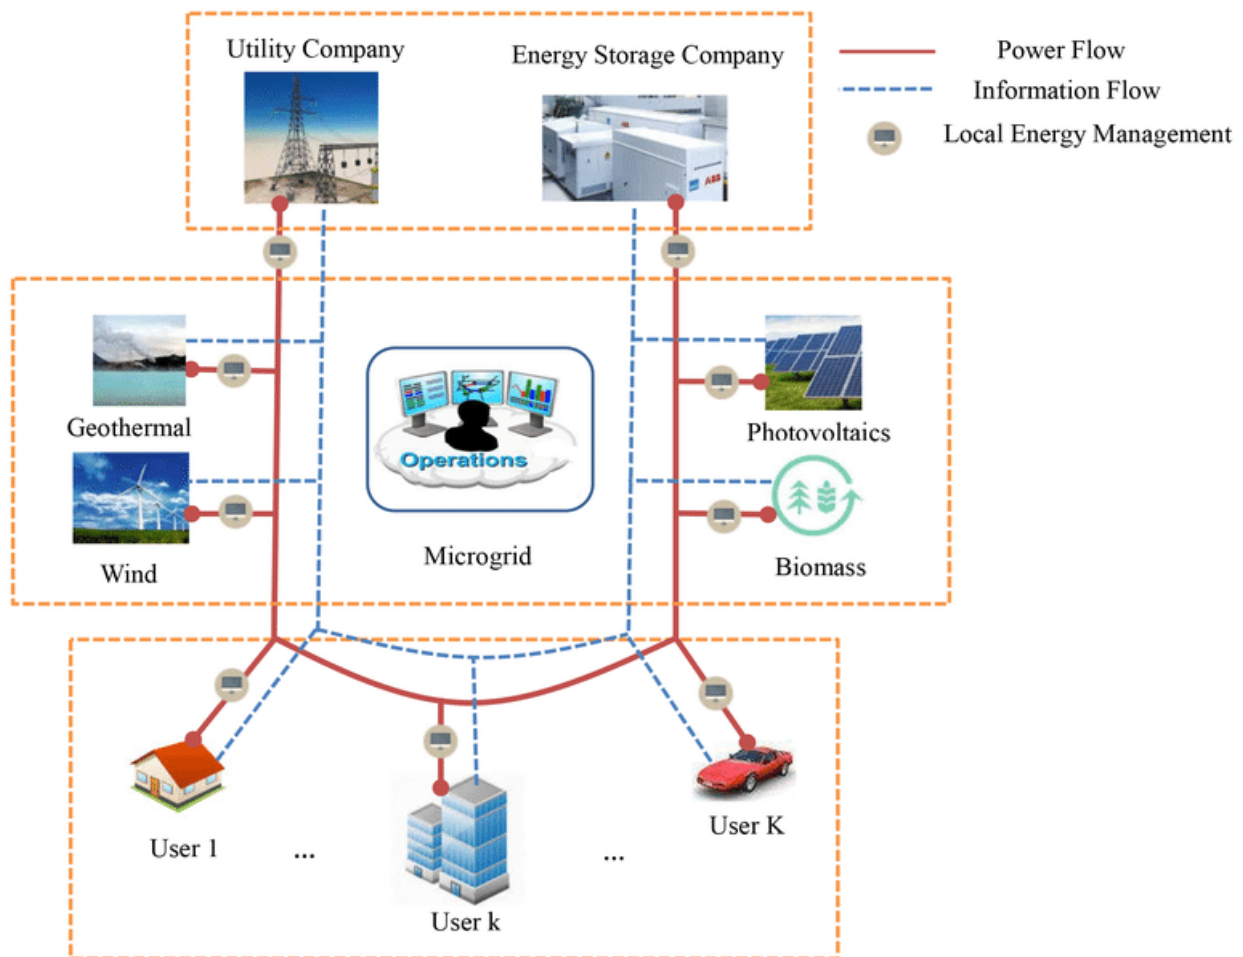 Utility Company
Energy Storage Company
Power Flow
Information Flow
Local Energy Management
ABB
Geothermal
Photovoltaics
Operations
Microgrid
Wind
Biomass
User 1
...
User k
...
User K